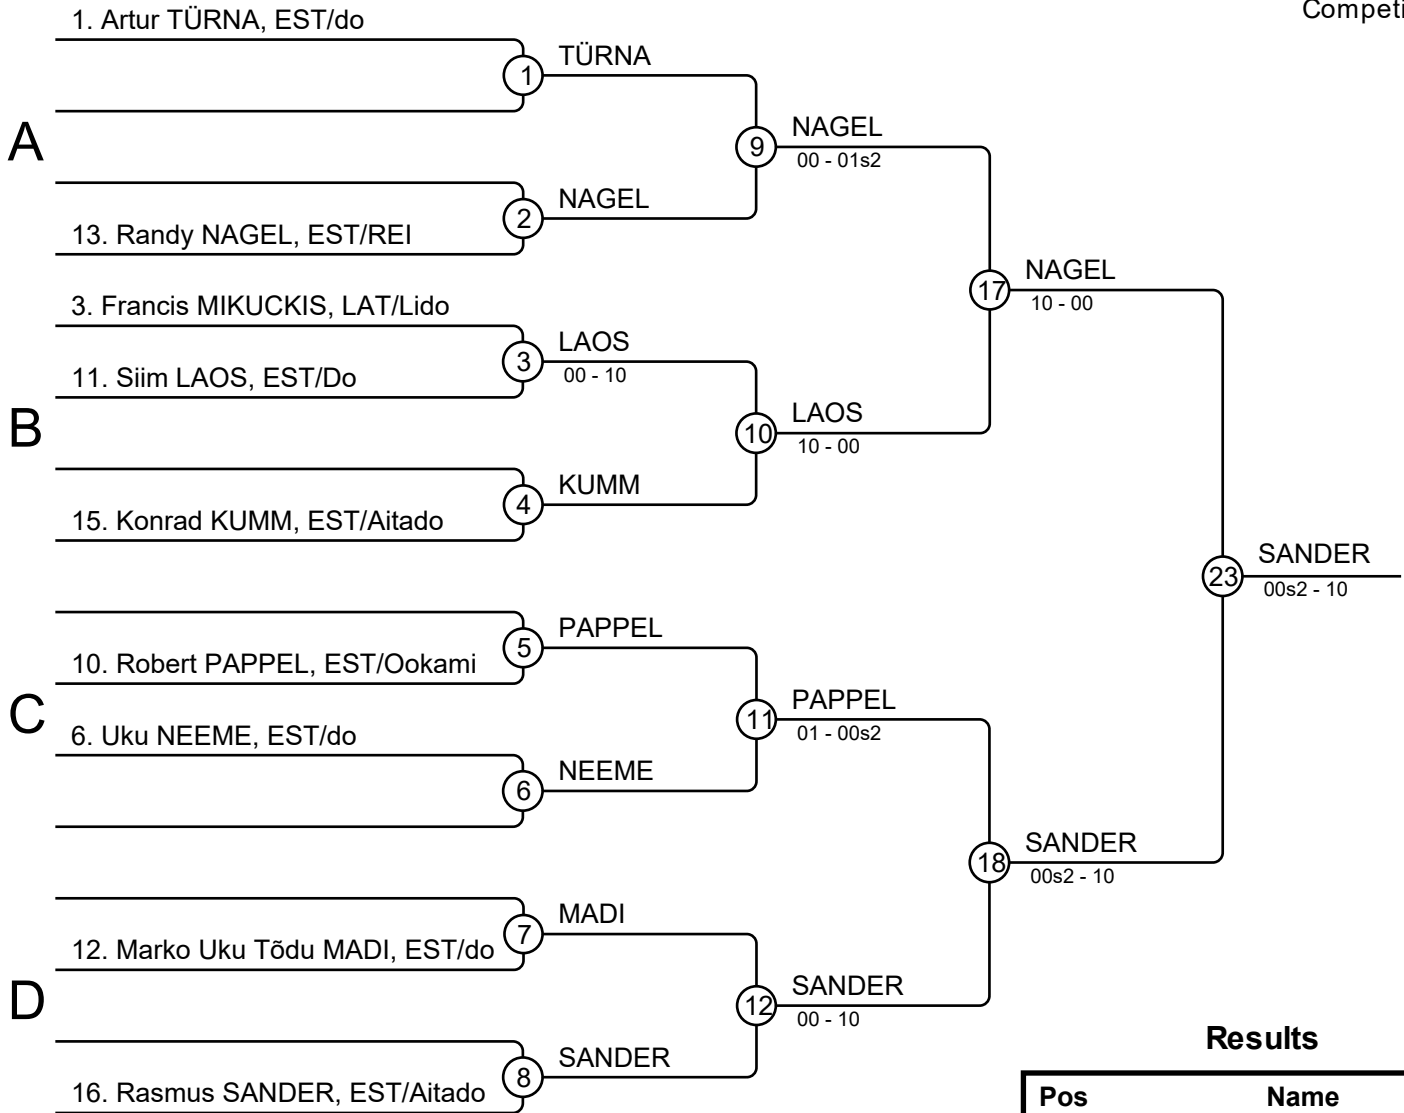 Competi
1. Artur TÜRNA, EST/do
1
TÜRNA
A
9
NAGEL
00 - 01s2
2
NAGEL
13. Randy NAGEL, EST/REI
17
NAGEL
10 - 00
3. Francis MIKUCKIS, LAT/Lido
3
LAOS
00 - 10
11. Siim LAOS, EST/Do
B
10
LAOS
10 - 00
4
KUMM
15. Konrad KUMM, EST/Aitado
23
SANDER
00s2 - 10
5
PAPPEL
10. Robert PAPPEL, EST/Ookami
C
11
PAPPEL
01 - 00s2
6. Uku NEEME, EST/do
6
NEEME
18
SANDER
00s2 - 10
7
MADI
12. Marko Uku Tõdu MADI, EST/do
D
12
SANDER
00 - 10
8
SANDER
16. Rasmus SANDER, EST/Aitado
Results
Pos Name